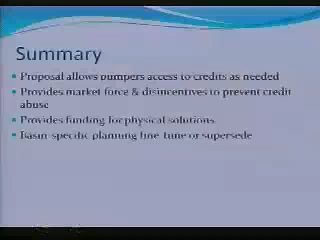 Summary
Proposal allows pumpers access to credits as needed
Provides market force & disincentives to prevent credit
abuse
Provides funding for physical solutions
Basin-specific planning fine-tune or supersede